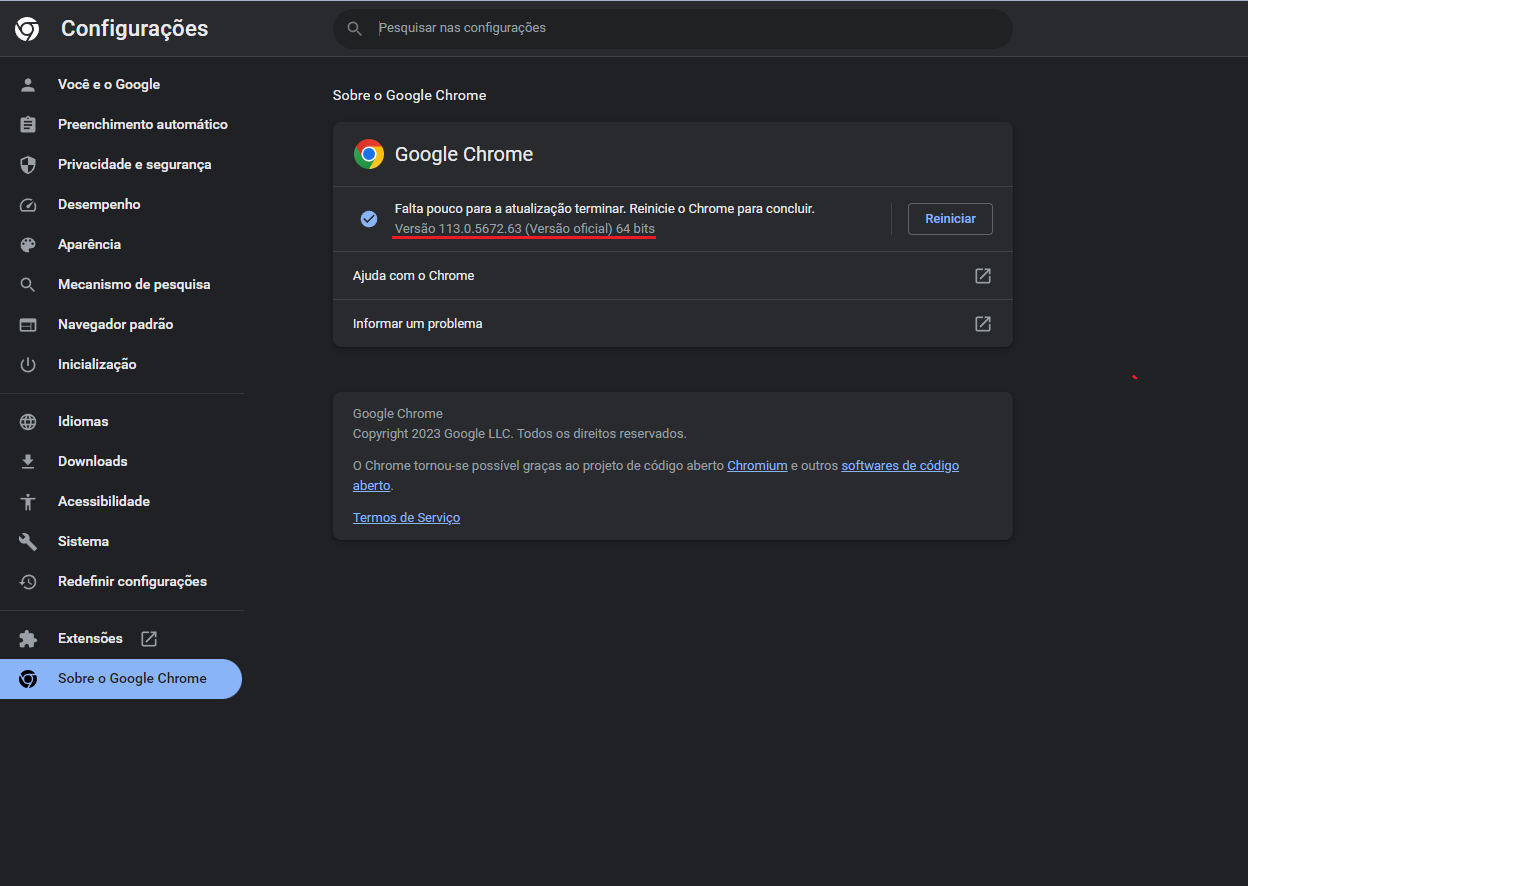 Configurações
Pesquisar nas configurações
Você e o Google
Preenchimento automático
Privacidade e segurança
Desempenho
Aparência
Mecanismo de pesquisa
Navegador padrão
Inicialização
Idiomas
Downloads
Acessibilidade
Sistema
Redefinir configurações
Extensões
Sobre o Google Chrome
Sobre o Google Chrome
Google Chrome
Falta pouco para a atualização terminar. Reinicie o Chrome para concluir.
Versão 113.0.5672.63 (Versão oficial) 64 bits
Reiniciar
Ajuda com o Chrome
Informar um problema
Google Chrome
Copyright 2023 Google LLC. Todos os direitos reservados.
O Chrome tornou-se possível graças ao projeto de código aberto Chromium e outros softwares de código
aberto.
Termos de Serviço